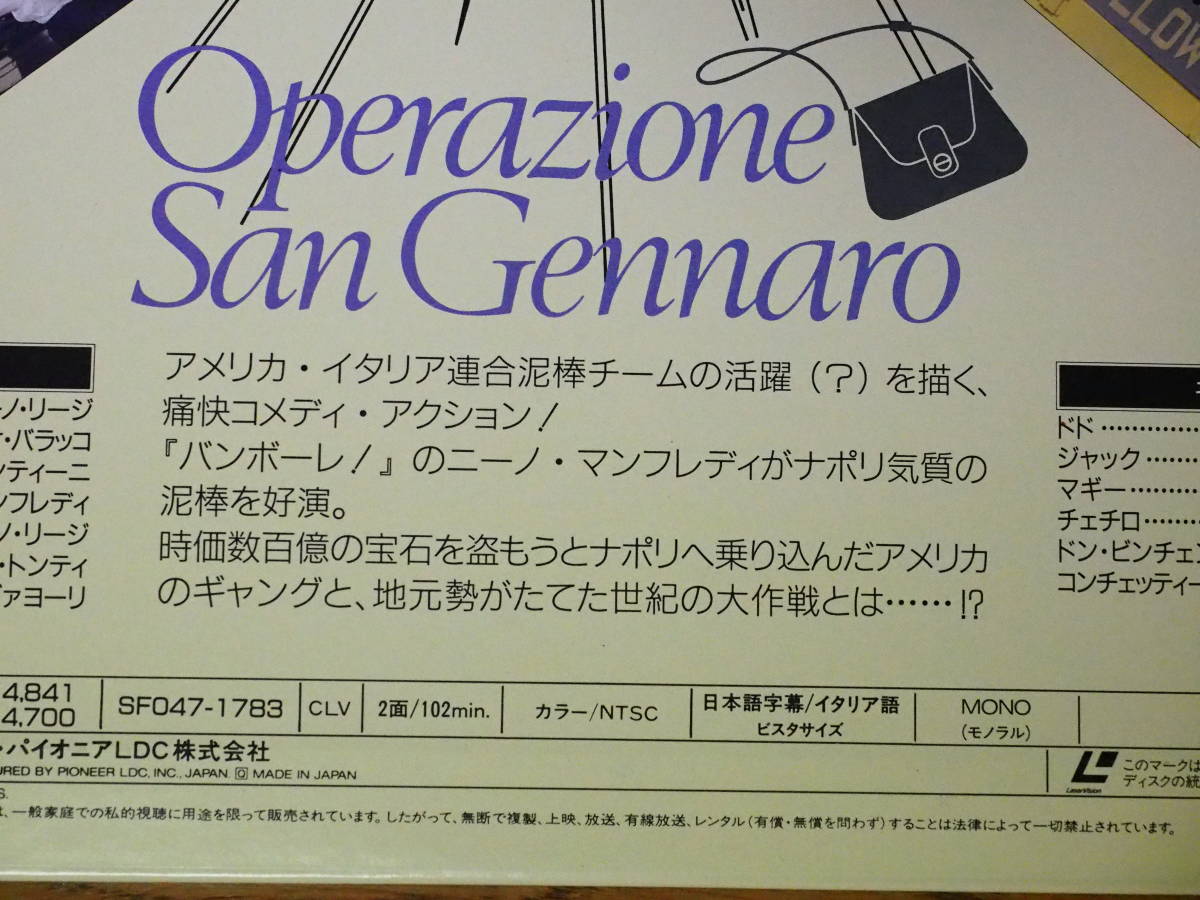 ELLOW
Operazione
San Gennaro
アメリカ・イタリア連合泥棒チームの活躍(?)を描く、
痛快コメディ・アクション!
『バンボーレ!』のニーノ・マンフレディがナポリ気質の
泥棒を好演。
時価数百億の宝石を盗もうとナポリへ乗り込んだアメリカ
のギャングと、地元勢がたてた世紀の大作戦とは……!?
ーノ・リージ
・バラッコ
ンティーニ
ンフレディ
ノ・リージ
・トンティ
ヴァヨーリ
ドド……………
ジャック………
マギー…………
チェチロ………
ドン・ビンチェン
コンチェッティー
4,841
4,700
SF047-1783
CLV
2面/102min.
カラー/NTSC
日本語字幕/イタリア語
ビスタサイズ
MONO
(モノラル)
・パイオニアLDC株式会社
URED BY PIONEER LDC, INC., JAPAN. MADE IN JAPAN
S.
LaserVision
このマークは
ディスクの統
は、一般家庭での私的視聴に用途を限って販売されています。したがって、無断で複製、上映、放送、有線放送、レンタル(有償・無償を問わず)することは法律によって一切禁止されています。